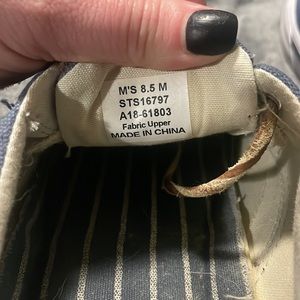 M'S 8.5 M
STS16797
A18-61803
Fabric Upper
MADE IN CHINA